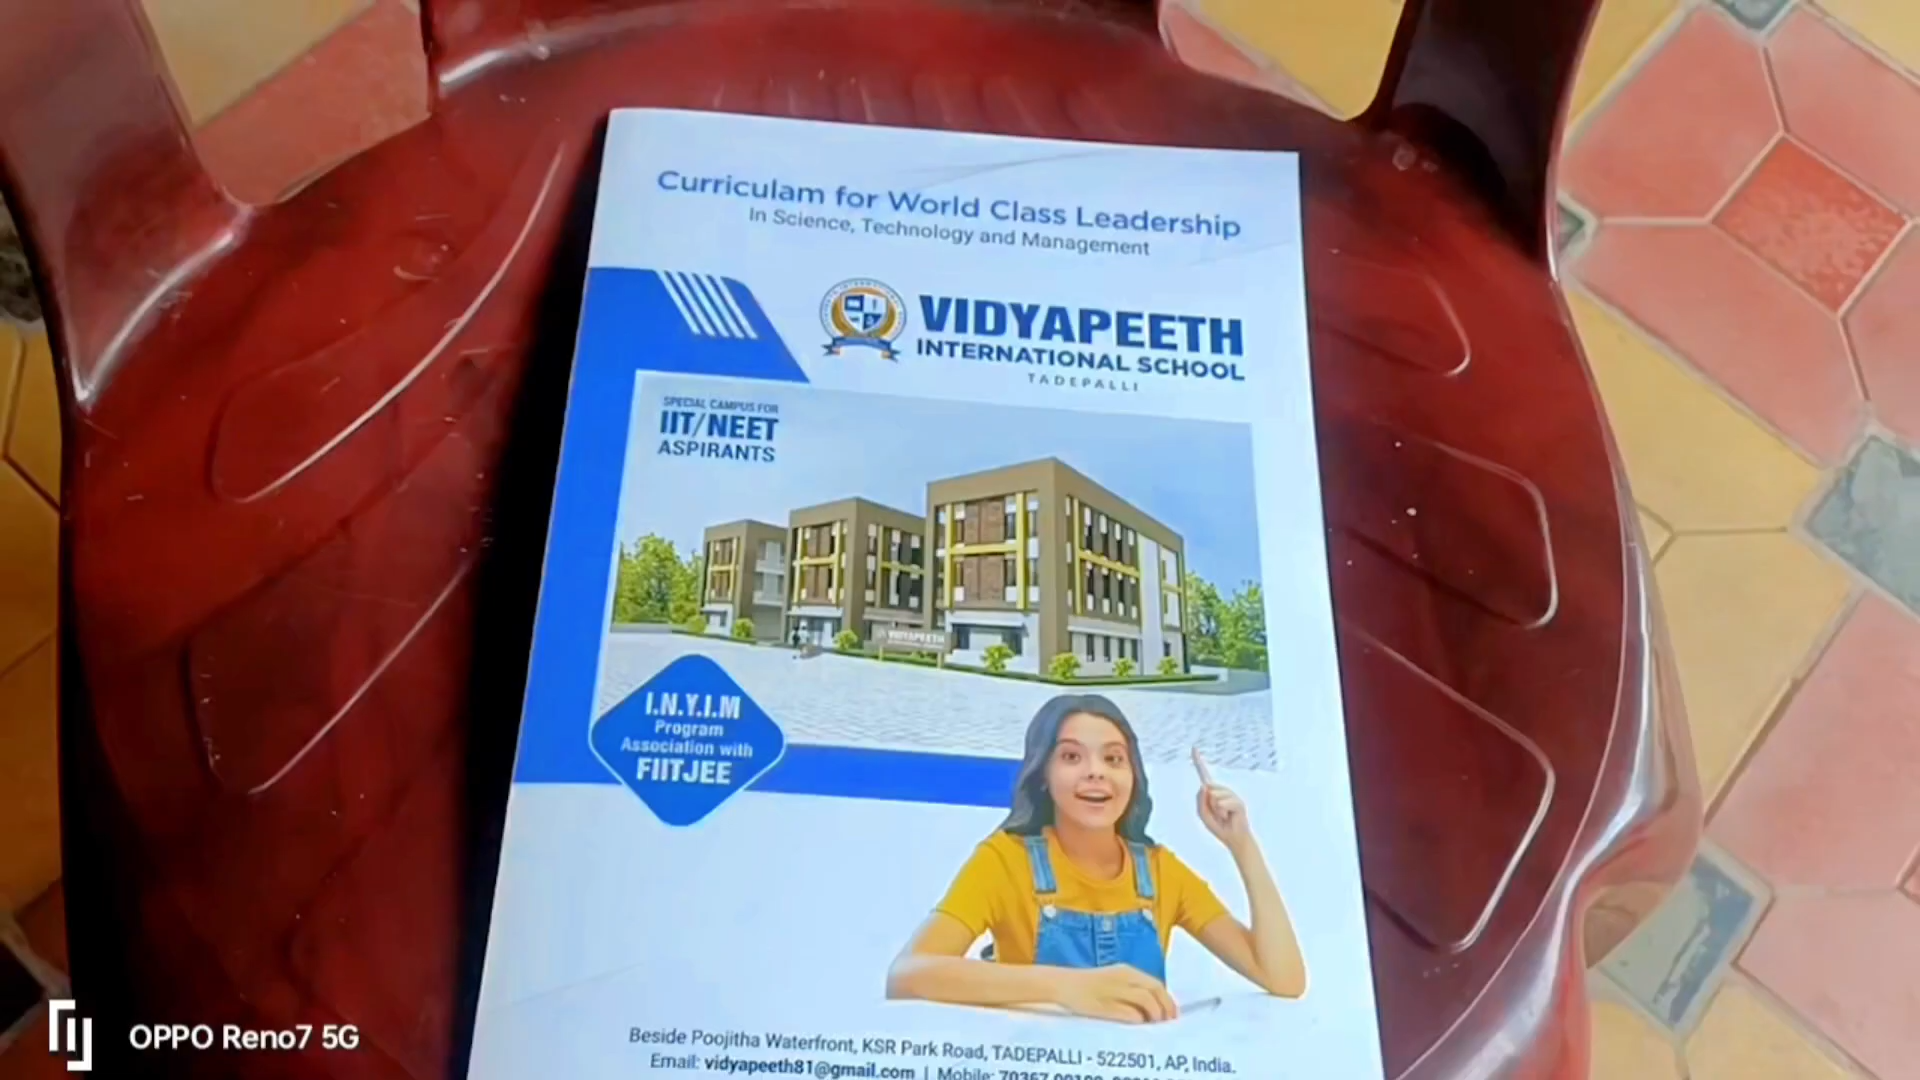 Curriculam for World Class Leadership
In Science, Technology and Management
VIDYAPEETH
INTERNATIONAL SCHOOL
TADEPALLI
SPECIAL CAMPUS FOR
IIT/NEET
ASPIRANTS
VIDYAPEETH
I.N.Y.I.M
Program
Association with
FIITJEE
Beside Poojitha Waterfront, KSR Park Road, TADEPALLI - 522501, AP, India.
Email: vidyapeeth81@gmail.com | Mobile:
OPPO Reno7 5G